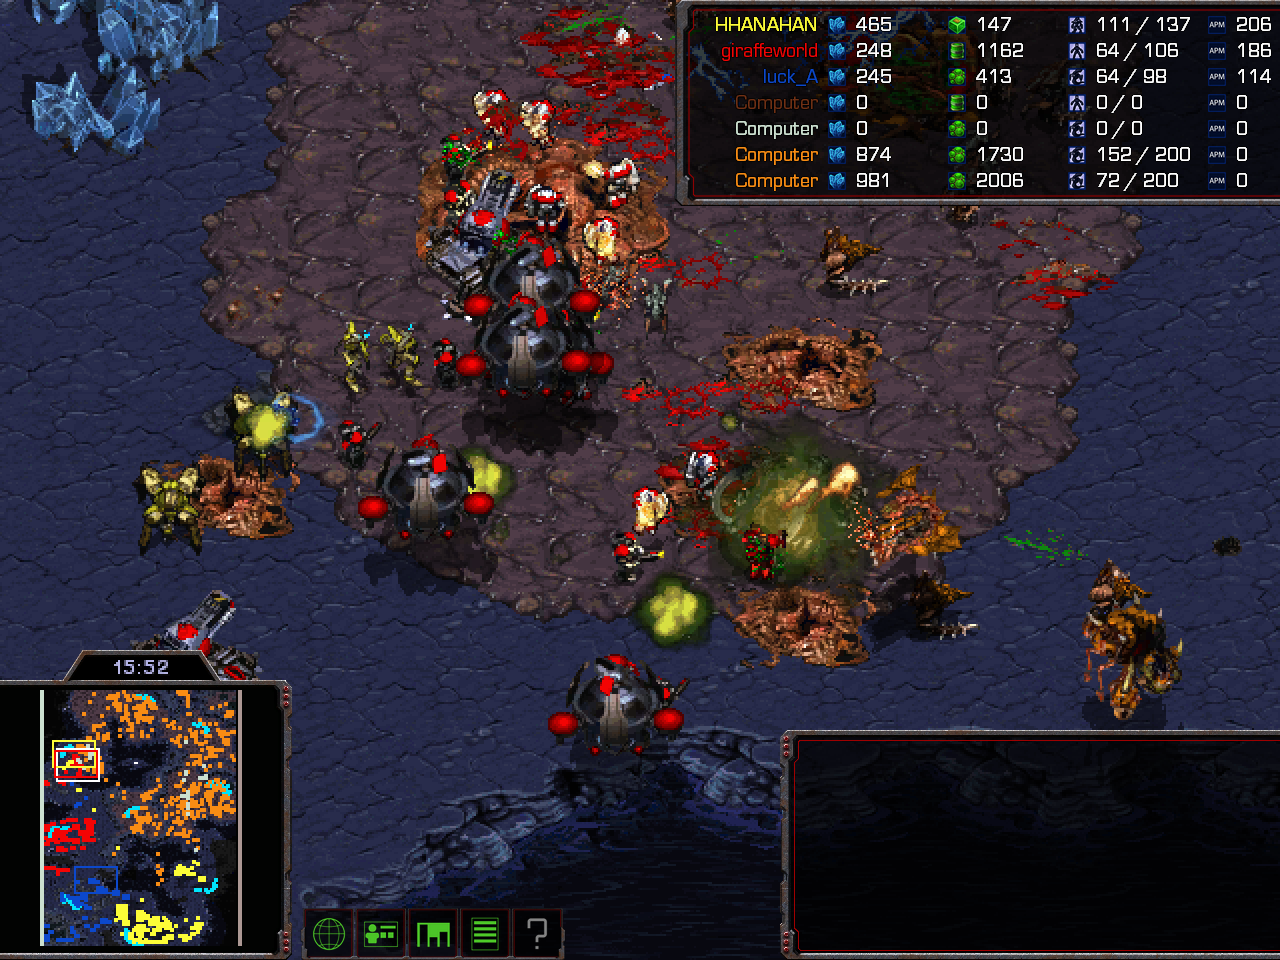 HHANAHAN 465 147 111 / 137 APM 206
giraffeworld 248 1162 64 / 106 APM 186
luck_A 245 413 64 / 98 APM 114
Computer 0 0 0 / 0 APM 0
Computer 0 0 0 / 0 APM 0
Computer 874 1730 152 / 200 APM 0
Computer 981 2006 72 / 200 APM 0
15:52
?